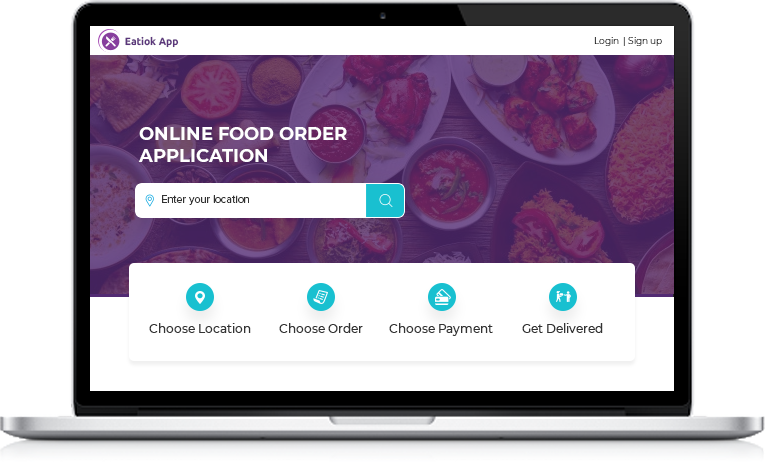 Eatiok App
Login | Sign up
ONLINE FOOD ORDER
APPLICATION
Enter your location
Choose Location
Choose Order
Choose Payment
Get Delivered